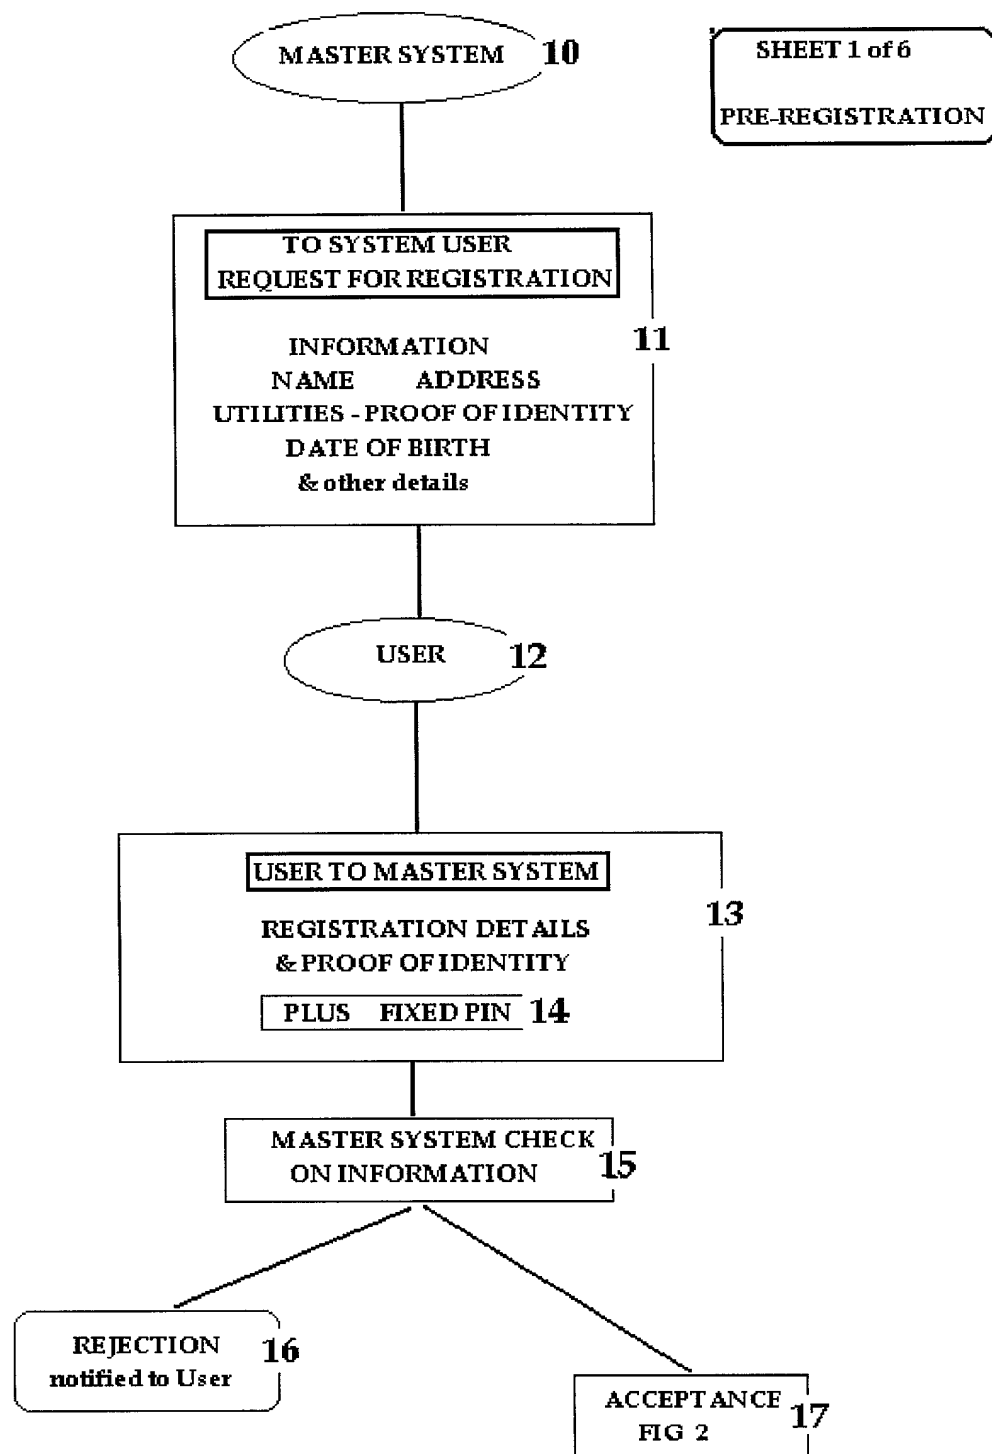 MASTER SYSTEM 10
SHEET 1 of 6
PRE-REGISTRATION
TO SYSTEM USER
REQUEST FOR REGISTRATION
11
INFORMATION
NAME ADDRESS
UTILITIES - PROOF OF IDENTITY
DATE OF BIRTH
& other details
USER 12
USER TO MASTER SYSTEM
13
REGISTRATION DETAILS
& PROOF OF IDENTITY
PLUS FIXED PIN 14
MASTER SYSTEM CHECK
ON INFORMATION 15
REJECTION 16
notified to User
ACCEPTANCE 17
FIG 2